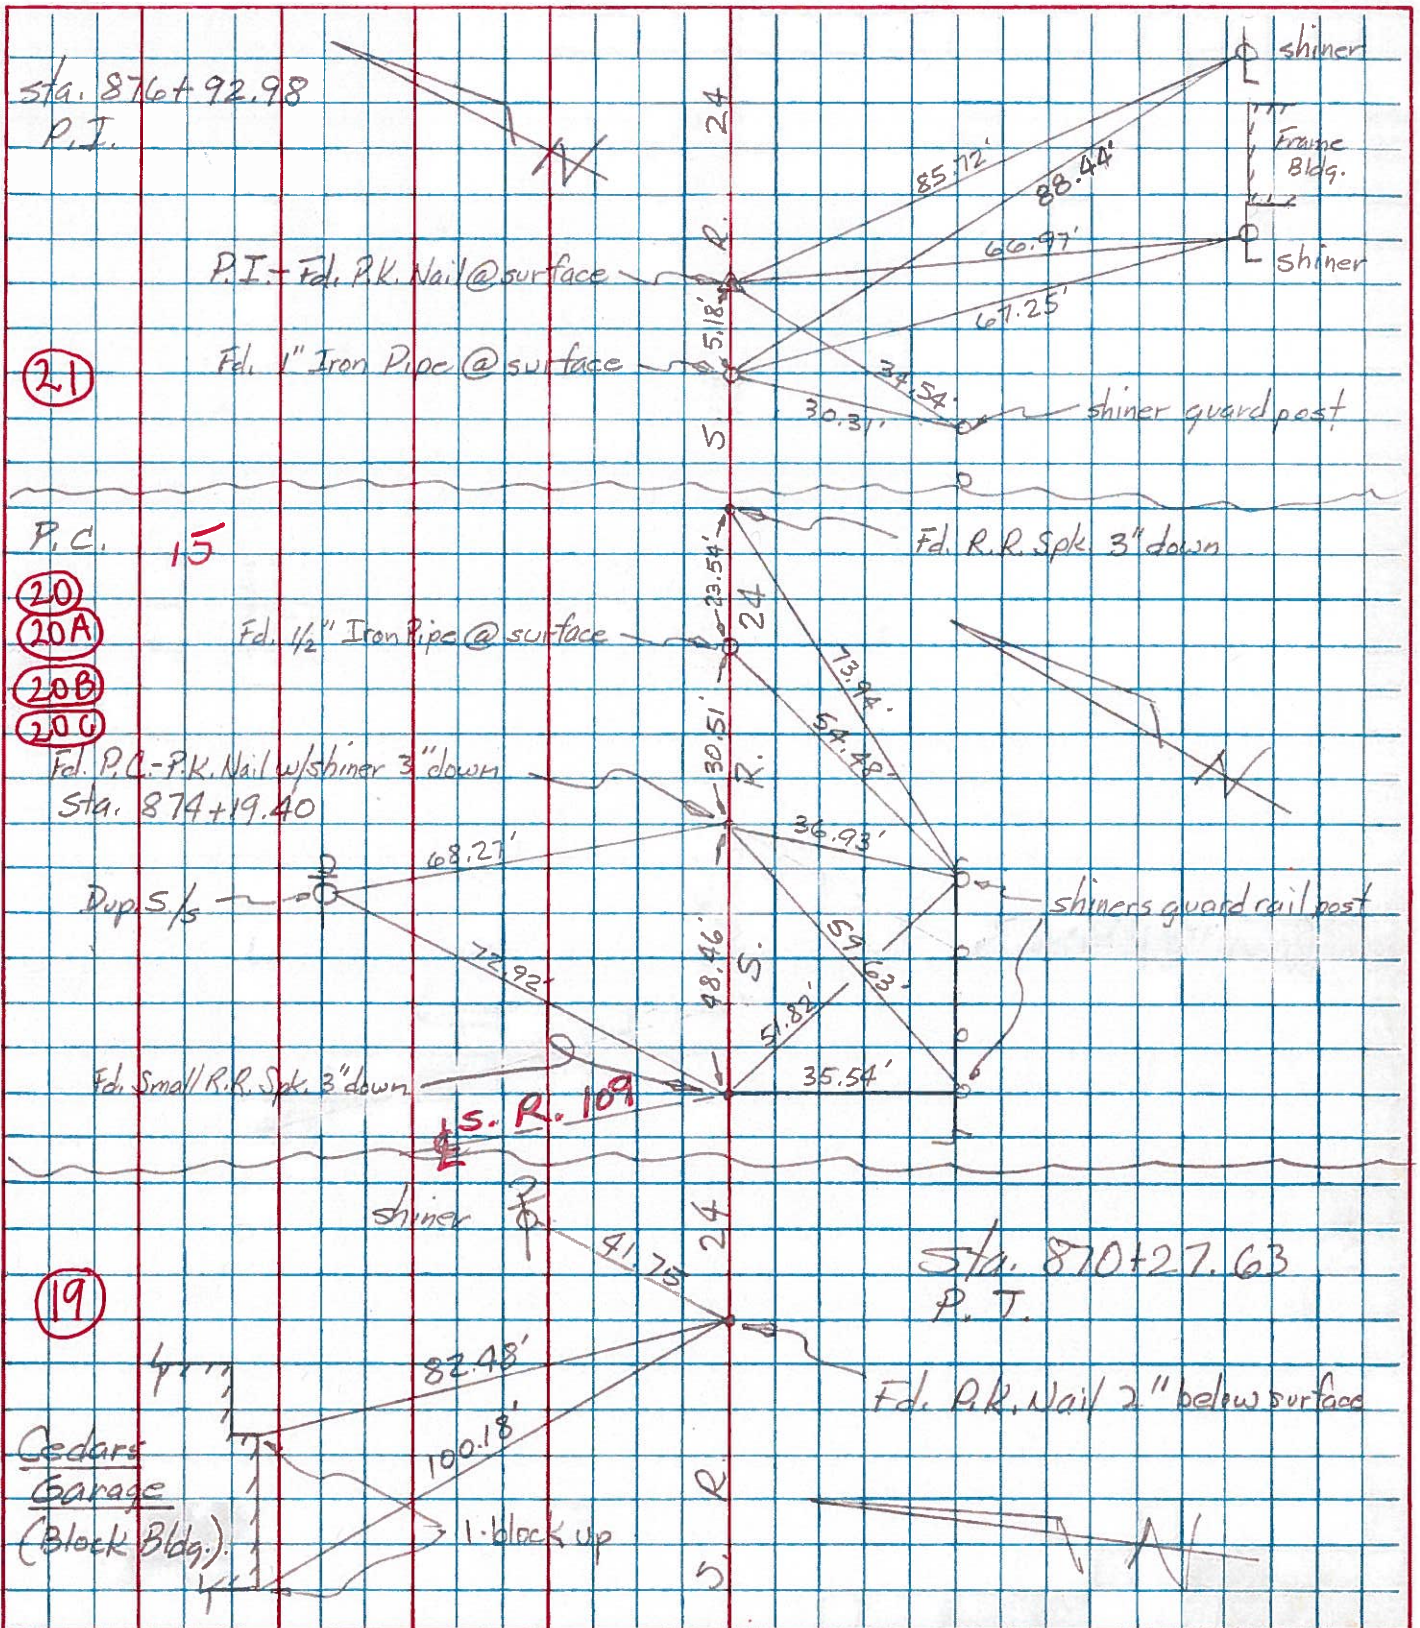 sta. 876+92.98
P.I.
N
24
R.
S
shiner
Frame
Bldg.
shiner
85.72'
88.44'
66.97'
67.25'
P.I.- Fd. P.K. Nail @ surface
5.18'
Fd. 1" Iron Pipe @ surface
21
34.54'
30.31'
shiner guard post
P.C.
15
Fd. R.R. Spk. 3" down
20
20A
20B
20C
23.54'
24
Fd. 1/2" Iron Pipe @ surface
73.94'
54.48'
N
30.51'
R.
Fd. P.C.-P.K. Nail w/shiner 3" down
Sta. 874+19.40
36.93'
68.27'
Dup. S/s
shiners guard rail post
72.92'
48.46'
S.
59.63'
51.82'
Fd. Small R.R. Spk. 3" down
35.54'
℄ S. R. 109
shiner
24
41.75
Sta. 870+27.63
P.T.
19
82.48'
Fd. P.K. Nail 2" below surface
100.18'
Cedars
Garage
(Block Bldg.)
1-block up
R.
S.
N